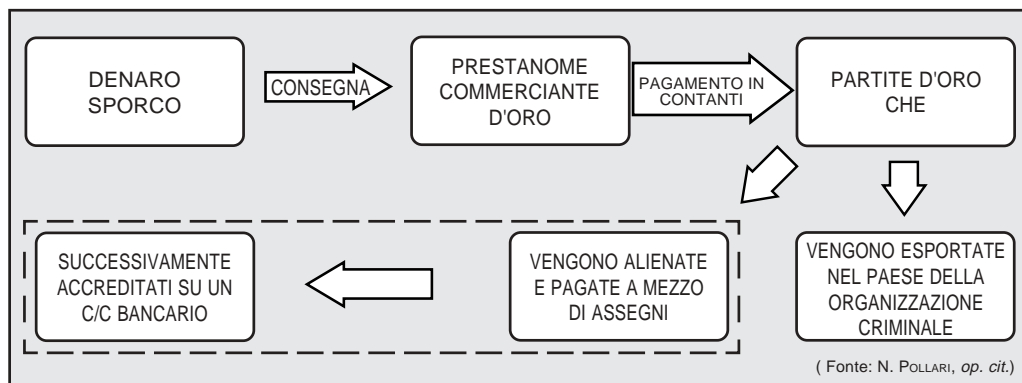 DENARO
SPORCO
CONSEGNA
PRESTANOME
COMMERCIANTE
D'ORO
PAGAMENTO IN
CONTANTI
PARTITE D'ORO
CHE
SUCCESSIVAMENTE
ACCREDITATI SU UN
C/C BANCARIO
VENGONO ALIENATE
E PAGATE A MEZZO
DI ASSEGNI
VENGONO ESPORTATE
NEL PAESE DELLA
ORGANIZZAZIONE
CRIMINALE
( Fonte: N. POLLARI, op. cit.)